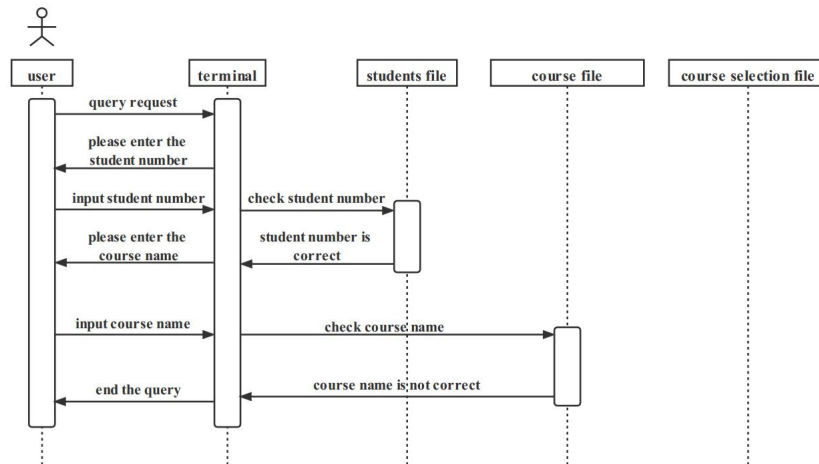 user
terminal
students file
course file
course selection file
query request
please enter the
student number
input student number
check student number
please enter the
course name
student number is
correct
input course name
check course name
end the query
course name is not correct